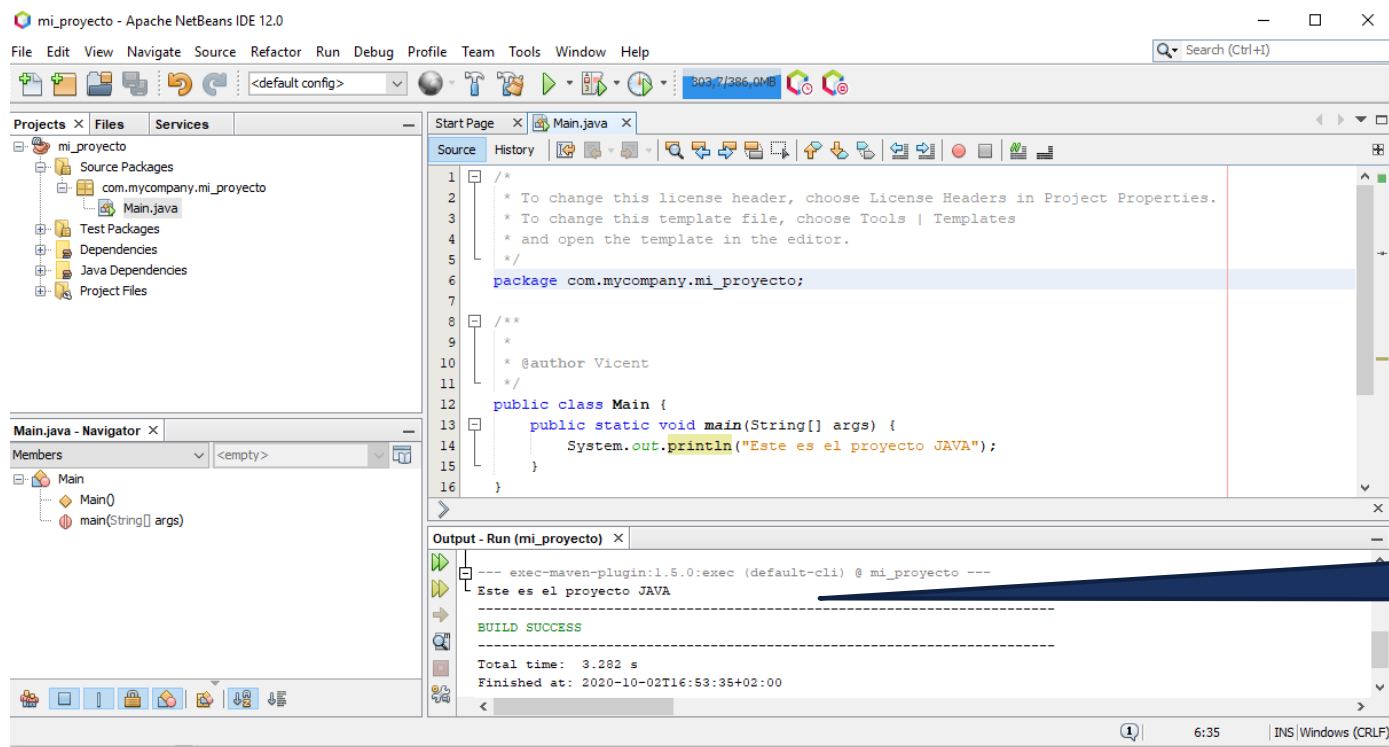 mi_proyecto - Apache NetBeans IDE 12.0
File Edit View Navigate Source Refactor Run Debug Profile Team Tools Window Help
Search (Ctrl+I)
<default config>
303,7/386,0MB
Projects Files Services
mi_proyecto
Source Packages
com.mycompany.mi_proyecto
Main.java
Test Packages
Dependencies
Java Dependencies
Project Files
Main.java - Navigator
Members
<empty>
Main
Main()
main(String[] args)
Start Page Main.java
Source History
1 /*
2 * To change this license header, choose License Headers in Project Properties.
3 * To change this template file, choose Tools | Templates
4 * and open the template in the editor.
5 */
6 package com.mycompany.mi_proyecto;
7
8 /**
9 *
10 * @author Vicent
11 */
12 public class Main {
13 public static void main(String[] args) {
14 System.out.println("Este es el proyecto JAVA");
15 }
16 }
Output - Run (mi_proyecto)
--- exec-maven-plugin:1.5.0:exec (default-cli) @ mi_proyecto ---
Este es el proyecto JAVA
------------------------------------------------------------------------
BUILD SUCCESS
------------------------------------------------------------------------
Total time: 3.282 s
Finished at: 2020-10-02T16:53:35+02:00
1 6:35 INS Windows (CRLF)